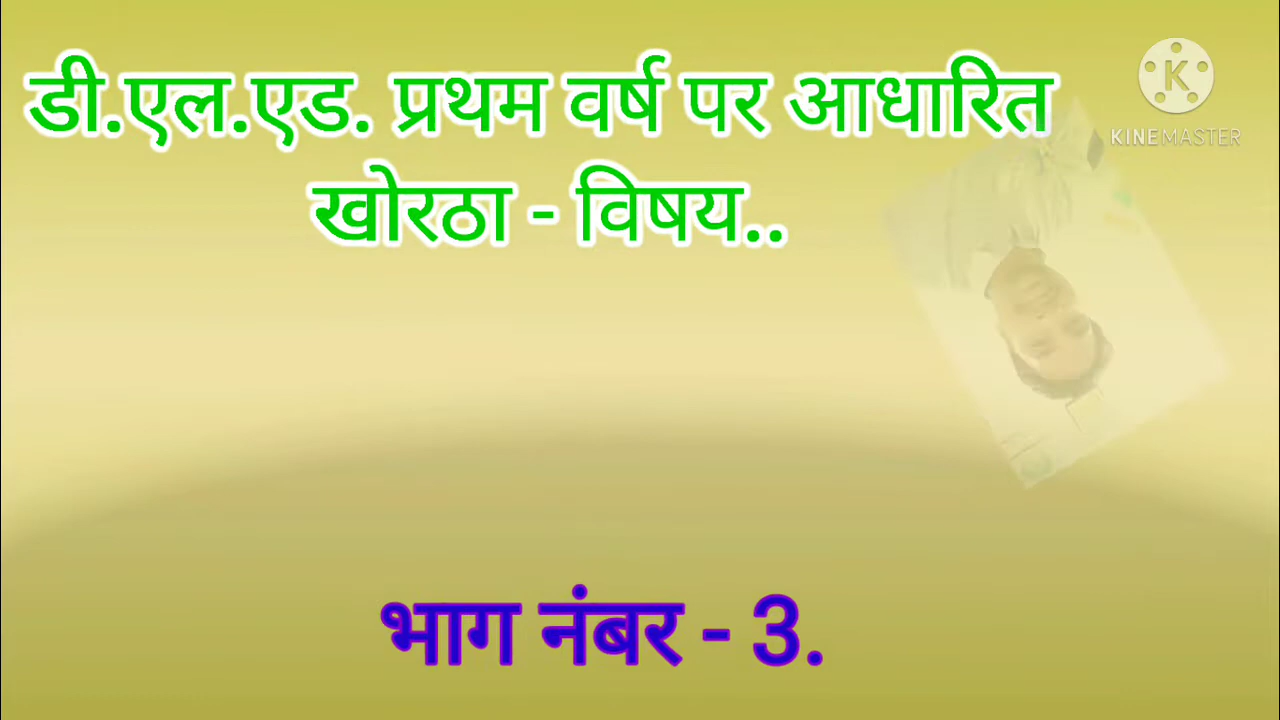 डी.एल.एड. प्रथम वर्ष पर आधारित
खोरठा - विषय..
KINEMASTER
भाग नंबर - 3.